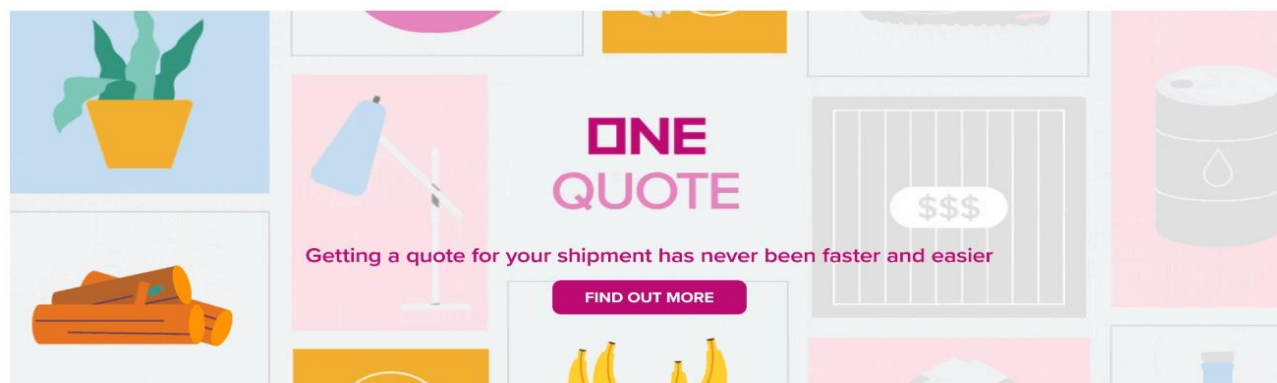 ONE
QUOTE
$$$
Getting a quote for your shipment has never been faster and easier
FIND OUT MORE